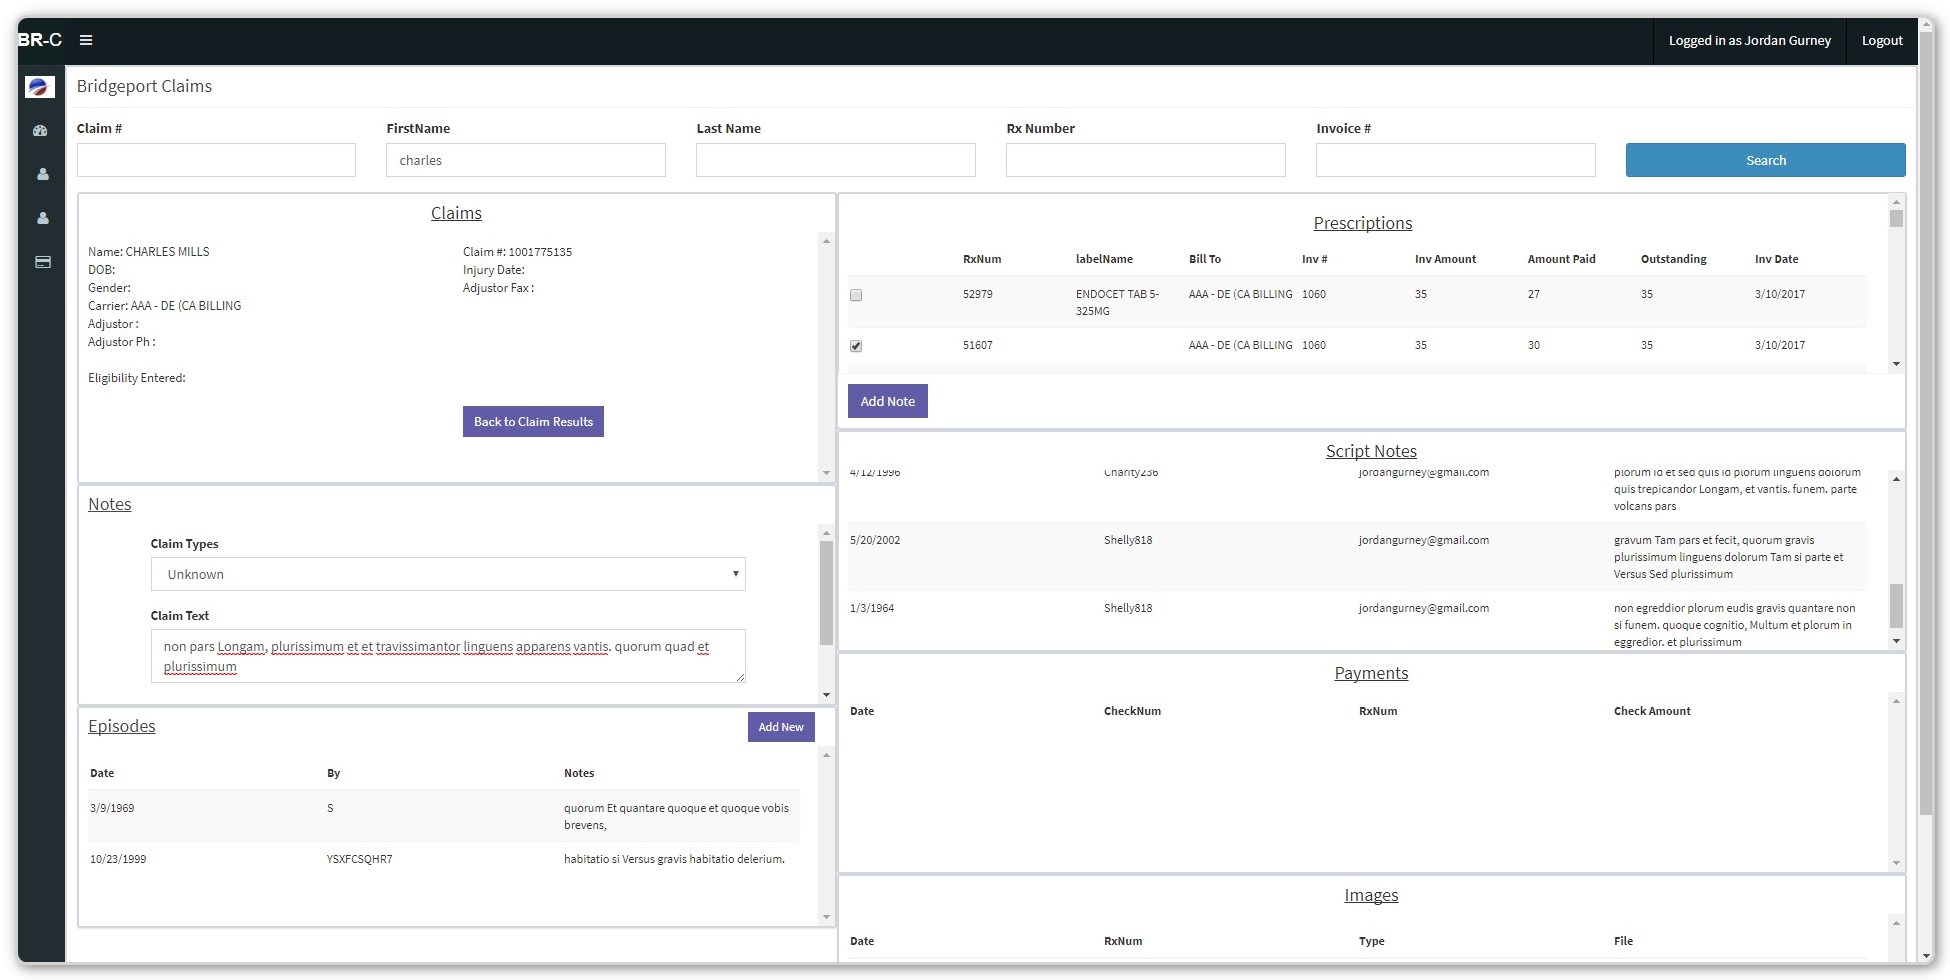 BR-C
Logged in as Jordan Gurney Logout
Bridgeport Claims
Claim # FirstName Last Name Rx Number Invoice #
charles Search
Claims
Name: CHARLES MILLS Claim #: 1001775135
DOB: Injury Date:
Gender: Adjustor Fax :
Carrier: AAA - DE (CA BILLING
Adjustor :
Adjustor Ph :
Eligibility Entered:
Back to Claim Results
Notes
Claim Types
Unknown
Claim Text
non pars Longam, plurissimum et et travissimantor linguens apparens vantis. quorum quad et
plurissimum
Episodes Add New
Date By Notes
3/9/1969 S quorum Et quantare quoque et quoque vobis
brevens,
10/23/1999 YSXFCSQHR7 habitatio si Versus gravis habitatio delerium.
Prescriptions
RxNum labelName Bill To Inv # Inv Amount Amount Paid Outstanding Inv Date
52979 ENDOCET TAB 5- AAA - DE (CA BILLING 1060 35 27 35 3/10/2017
325MG
51607 AAA - DE (CA BILLING 1060 35 30 35 3/10/2017
Add Note
Script Notes
4/12/1996 Charity236 jordangurney@gmail.com plorum id et sed quis id plorum linguens dolorum
quis trepicandor Longam, et vantis. funem. parte
volcans pars
5/20/2002 Shelly818 jordangurney@gmail.com gravum Tam pars et fecit, quorum gravis
plurissimum linguens dolorum Tam si parte et
Versus Sed plurissimum
1/3/1964 Shelly818 jordangurney@gmail.com non egreddior plorum eudis gravis quantare non
si funem. quoque cognitio, Multum et plorum in
eggredior. et plurissimum
Payments
Date CheckNum RxNum Check Amount
Images
Date RxNum Type File